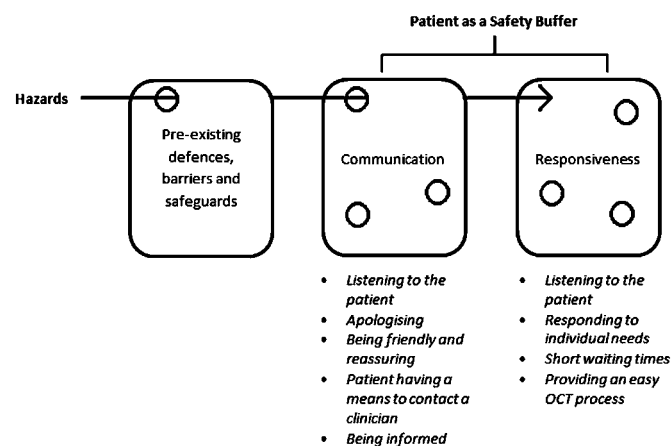 Patient as a Safety Buffer
Hazards
Pre-existing
defences,
barriers and
safeguards
Communication
Responsiveness
• Listening to the
patient
• Apologising
• Being friendly and
reassuring
• Patient having a
means to contact a
clinician
• Being informed
• Listening to the
patient
• Responding to
individual needs
• Short waiting times
• Providing an easy
OCT process